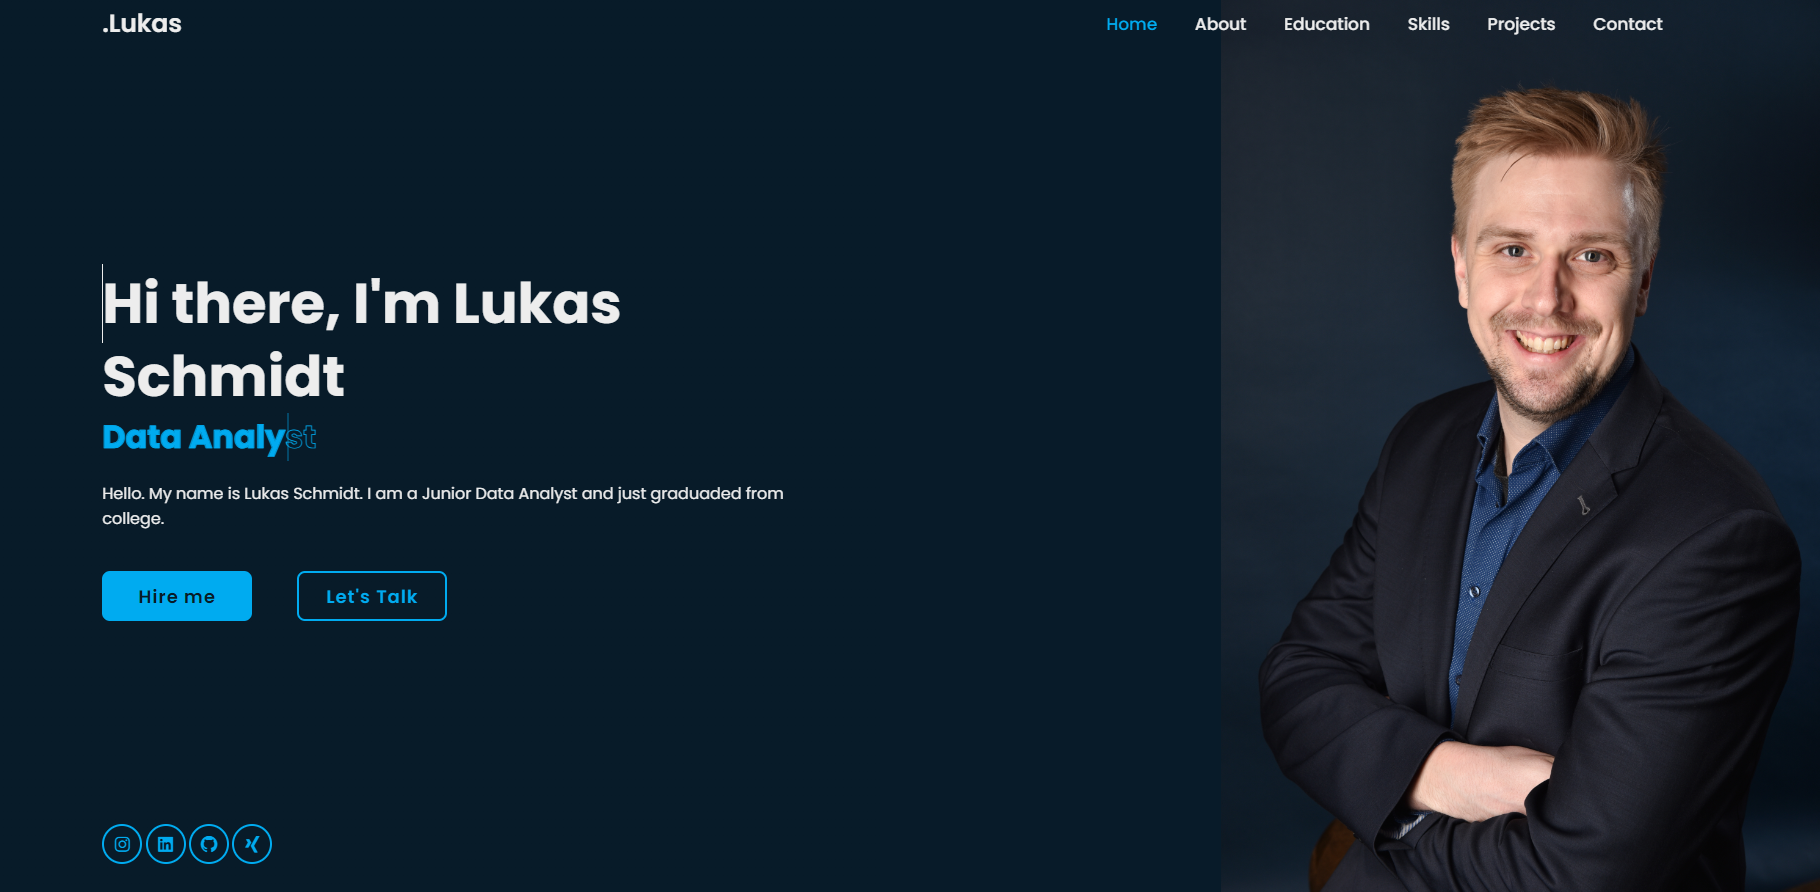 .Lukas
Home About Education Skills Projects Contact
Hi there, I'm Lukas
Schmidt
Data Analyst
Hello. My name is Lukas Schmidt. I am a Junior Data Analyst and just graduaded from
college.
Hire me Let's Talk